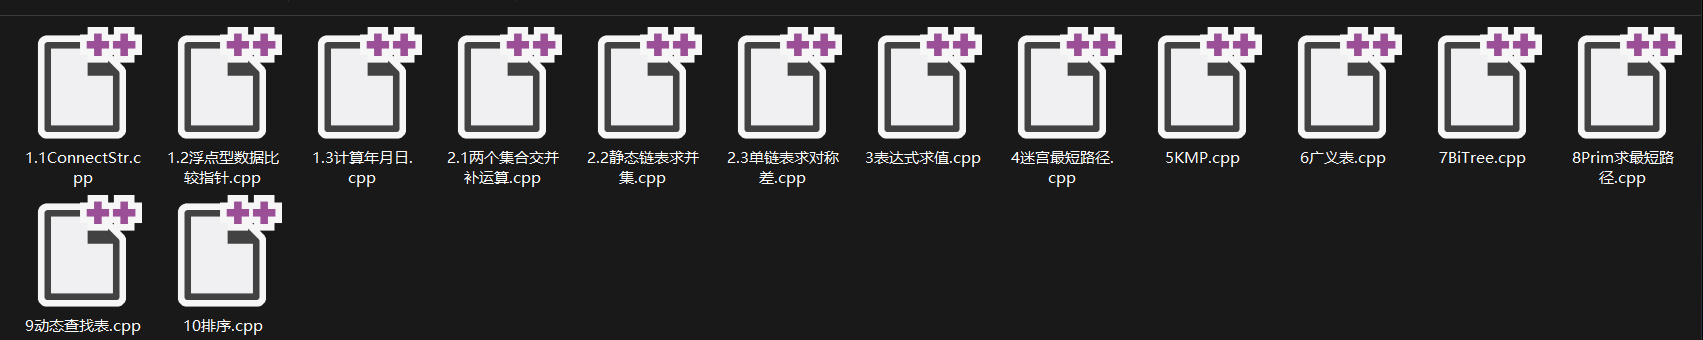 1.1ConnectStr.c
pp
1.2浮点型数据比
较指针.cpp
1.3计算年月日.
cpp
2.1两个集合交并
补运算.cpp
2.2静态链表求并
集.cpp
2.3单链表求对称
差.cpp
3表达式求值.cpp
4迷宫最短路径.
cpp
5KMP.cpp
6广义表.cpp
7BiTree.cpp
8Prim求最短路
径.cpp
9动态查找表.cpp
10排序.cpp